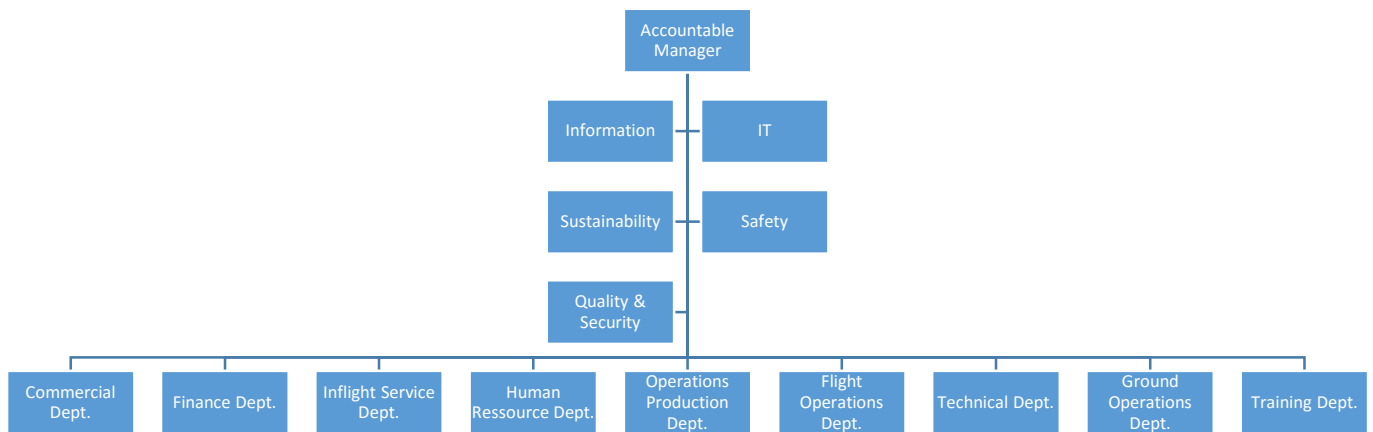 Accountable
Manager
Information
IT
Sustainability
Safety
Quality &
Security
Commercial
Dept.
Finance Dept.
Inflight Service
Dept.
Human
Ressource Dept.
Operations
Production
Dept.
Flight
Operations
Dept.
Technical Dept.
Ground
Operations
Dept.
Training Dept.